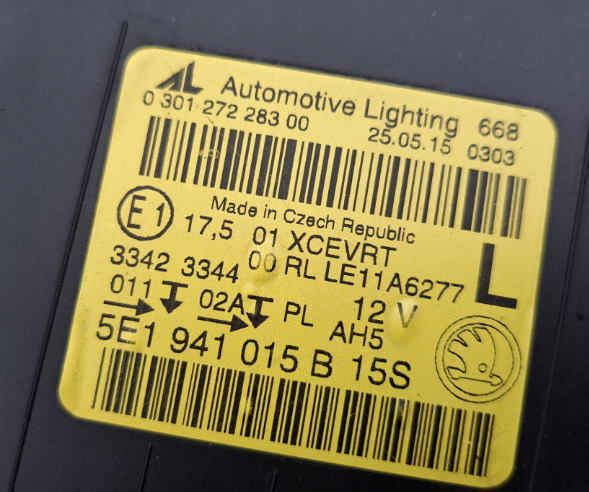 AL Automotive Lighting 668
0 301 272 283 00 25.05.15 0303
Made in Czech Republic
E1 17,5 01 XCEVRT L
3342 3344 00 RL LE11A6277
011 02A PL 12 V
AH5
5E1 941 015 B 15S